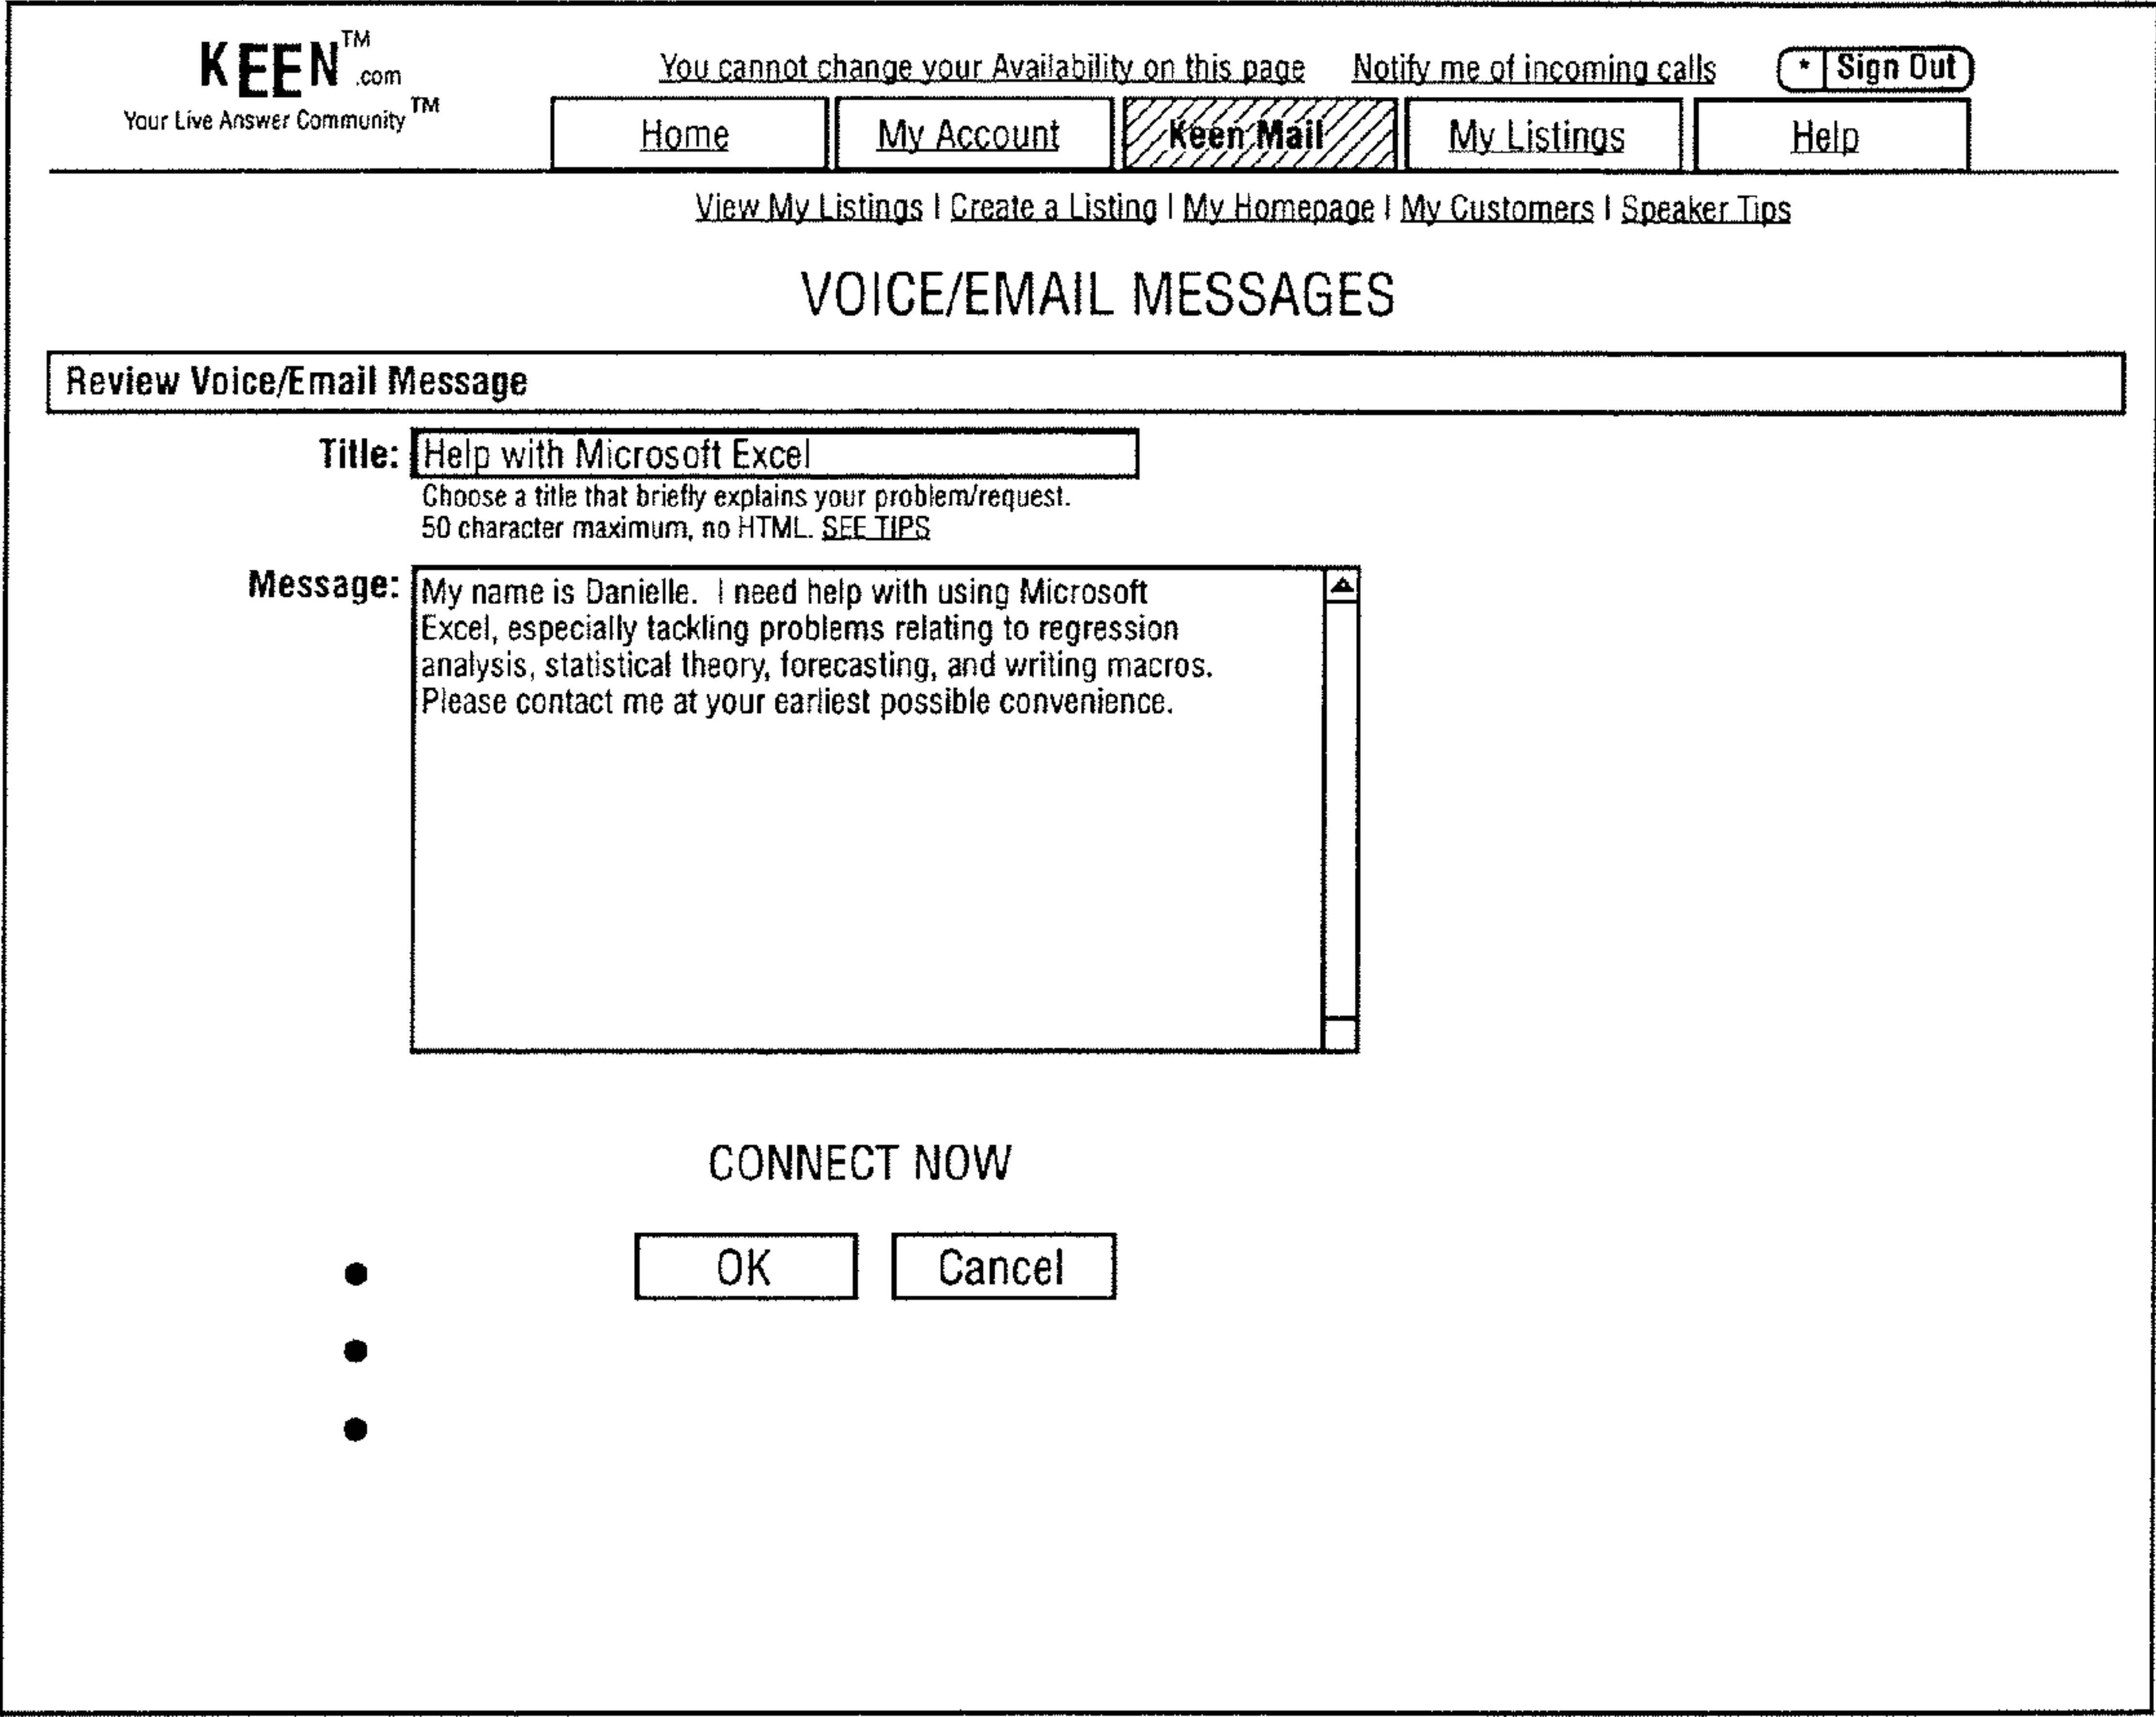 KEEN™ .com
Your Live Answer Community ™
You cannot change your Availability on this page Notify me of incoming calls * Sign Out
Home My Account Keen Mail My Listings Help
View My Listings | Create a Listing | My Homepage | My Customers | Speaker Tips
VOICE/EMAIL MESSAGES
Review Voice/Email Message
Title: Help with Microsoft Excel
Choose a title that briefly explains your problem/request.
50 character maximum, no HTML. SEE TIPS
Message: My name is Danielle. I need help with using Microsoft
Excel, especially tackling problems relating to regression
analysis, statistical theory, forecasting, and writing macros.
Please contact me at your earliest possible convenience.
CONNECT NOW
OK Cancel